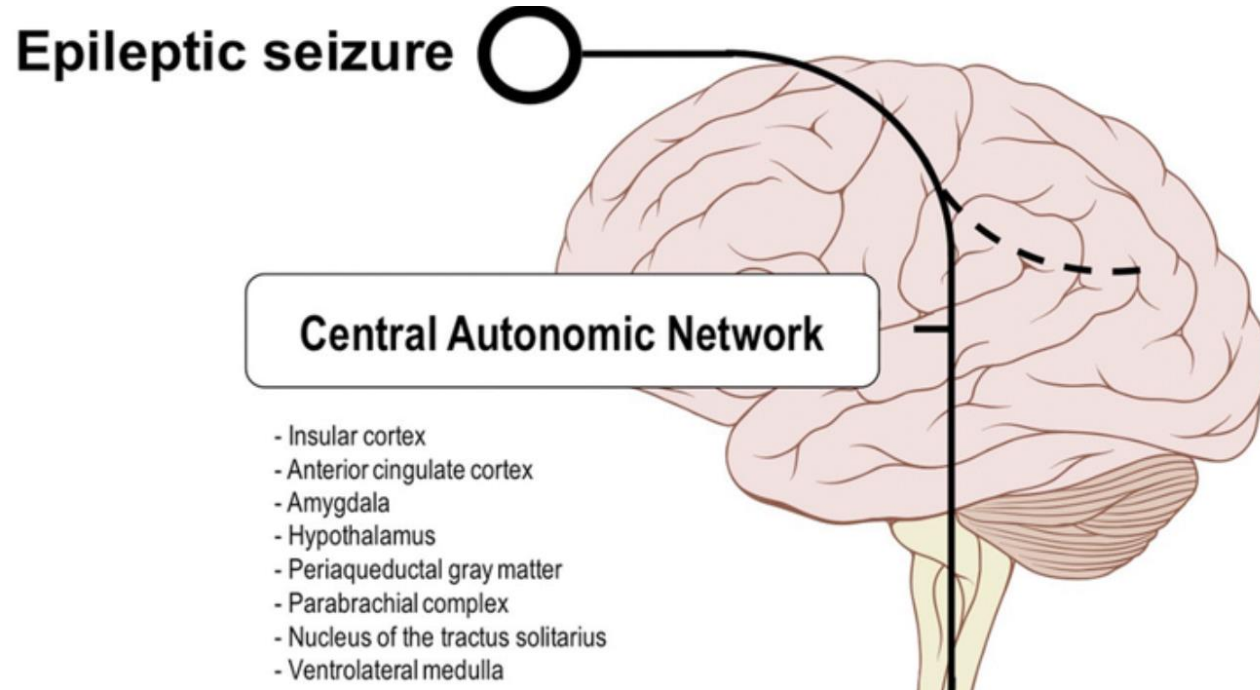 Epileptic seizure
Central Autonomic Network
- Insular cortex
- Anterior cingulate cortex
- Amygdala
- Hypothalamus
- Periaqueductal gray matter
- Parabrachial complex
- Nucleus of the tractus solitarius
- Ventrolateral medulla